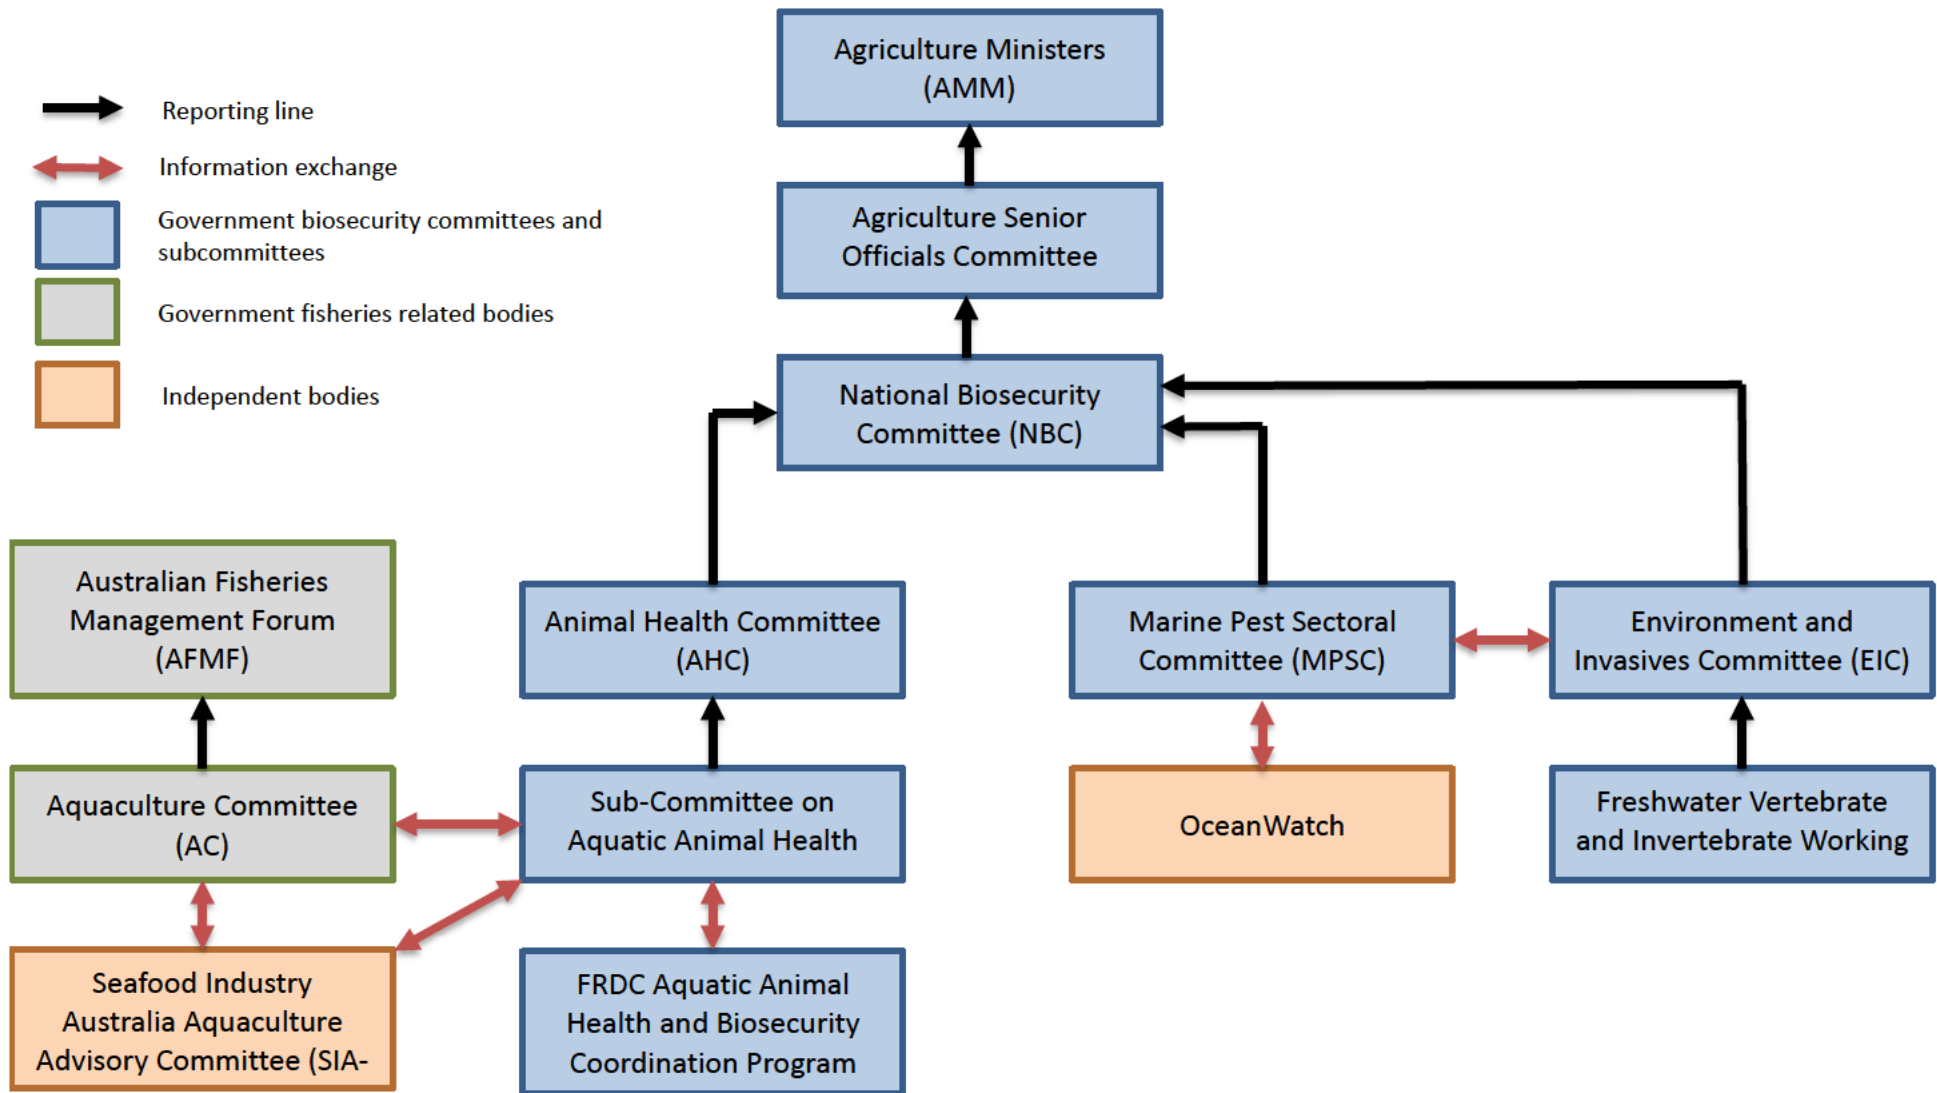 Agriculture Ministers
(AMM)
Reporting line
Information exchange
Government biosecurity committees and
subcommittees
Government fisheries related bodies
Independent bodies
Agriculture Senior
Officials Committee
National Biosecurity
Committee (NBC)
Australian Fisheries
Management Forum
(AFMF)
Animal Health Committee
(AHC)
Marine Pest Sectoral
Committee (MPSC)
Environment and
Invasives Committee (EIC)
Aquaculture Committee
(AC)
Sub-Committee on
Aquatic Animal Health
OceanWatch
Freshwater Vertebrate
and Invertebrate Working
Seafood Industry
Australia Aquaculture
Advisory Committee (SIA-
FRDC Aquatic Animal
Health and Biosecurity
Coordination Program